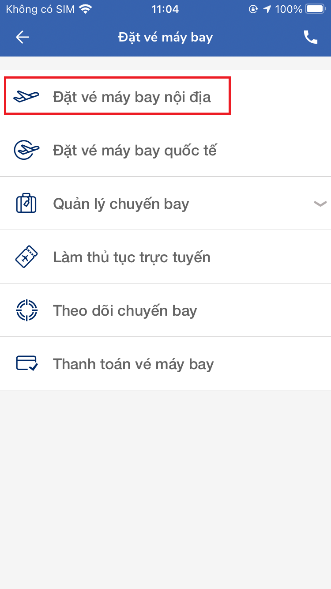 Không có SIM 11:04 100%
Đặt vé máy bay
Đặt vé máy bay nội địa
Đặt vé máy bay quốc tế
Quản lý chuyến bay
Làm thủ tục trực tuyến
Theo dõi chuyến bay
Thanh toán vé máy bay